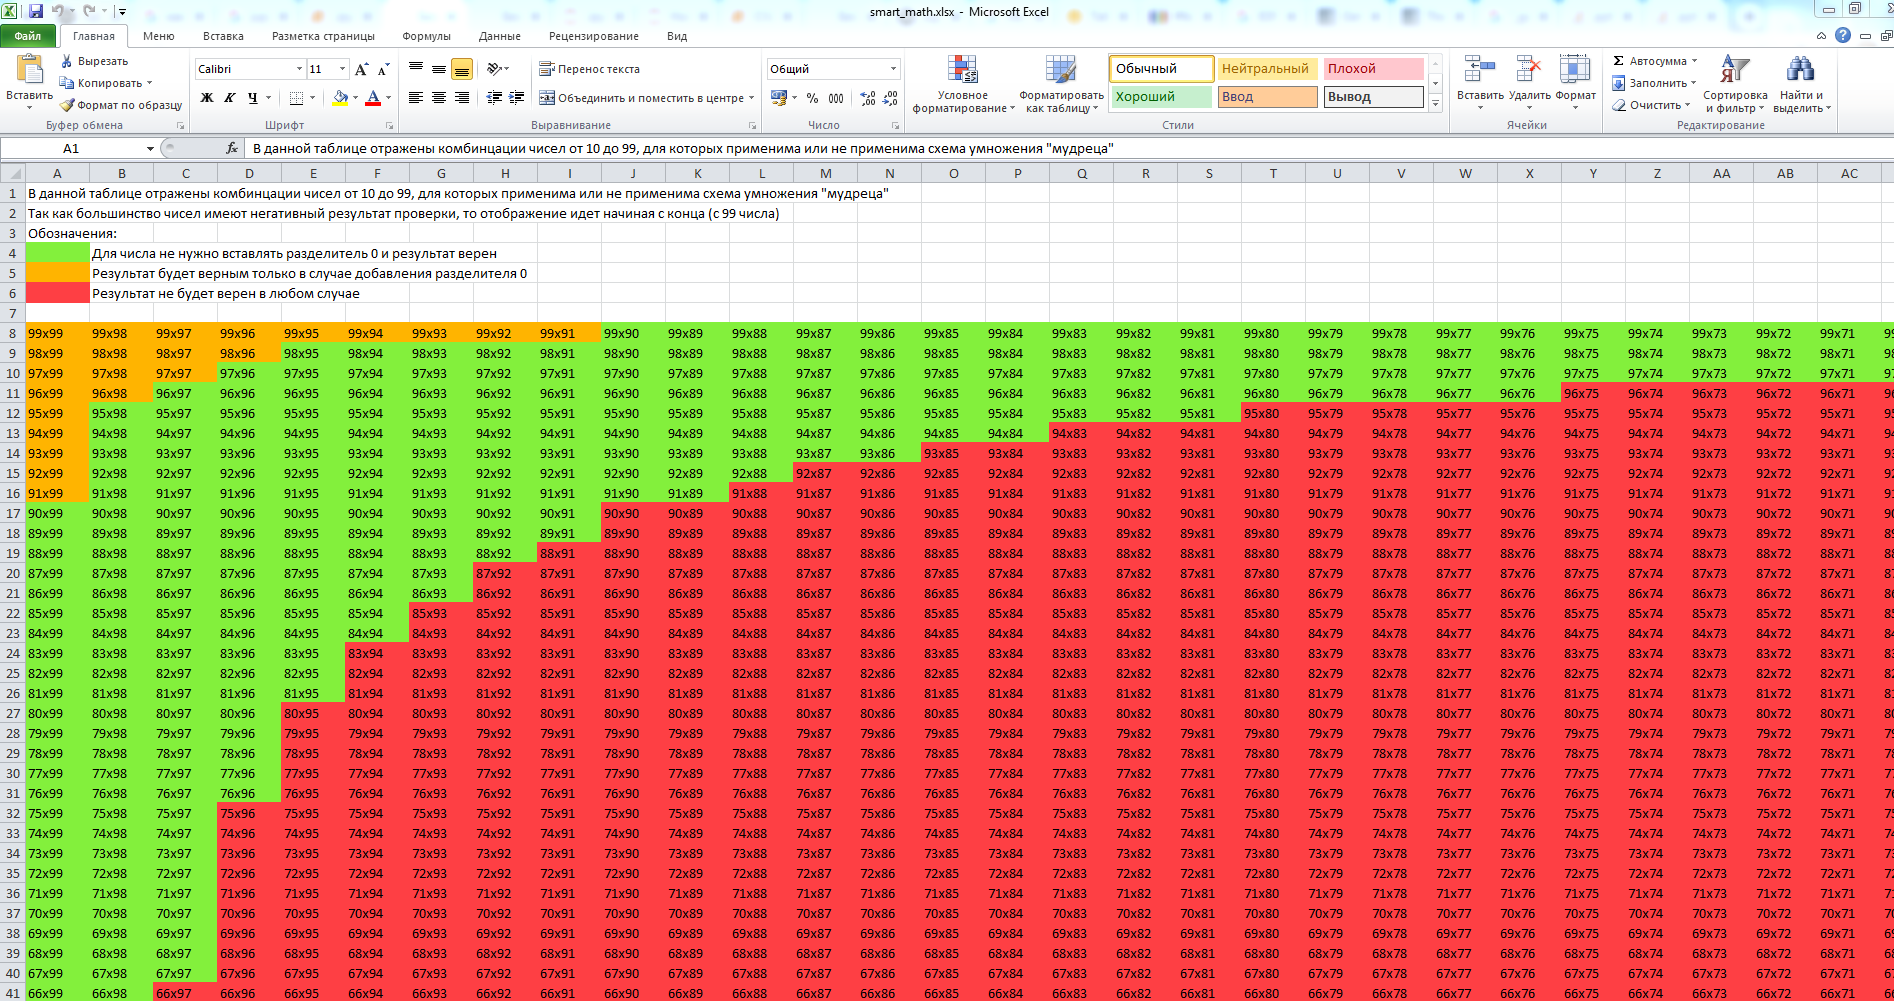 smart_math.xlsx - Microsoft Excel
Файл Главная Меню Вставка Разметка страницы Формулы Данные Рецензирование Вид
Вставить
Вырезать
Копировать
Формат по образцу
Буфер обмена
Calibri 11
Ж К Ч
Шрифт
Перенос текста
Объединить и поместить в центре
Выравнивание
Общий
% 000
Число
Условное форматирование
Форматировать как таблицу
Обычный Нейтральный Плохой
Хороший Ввод Вывод
Стили
Вставить Удалить Формат
Ячейки
Σ Автосумма
Заполнить
Очистить
Сортировка и фильтр
Найти и выделить
Редактирование
A1 fx В данной таблице отражены комбинцации чисел от 10 до 99, для которых применима или не применима схема умножения "мудреца"
A B C D E F G H I J K L M N O P Q R S T U V W X Y Z AA AB AC
1 В данной таблице отражены комбинцации чисел от 10 до 99, для которых применима или не применима схема умножения "мудреца"
2 Так как большинство чисел имеют негативный результат проверки, то отображение идет начиная с конца (с 99 числа)
3 Обозначения:
4 Для числа не нужно вставлять разделитель 0 и результат верен
5 Результат будет верным только в случае добавления разделителя 0
6 Результат не будет верен в любом случае
7
8 99x99 99x98 99x97 99x96 99x95 99x94 99x93 99x92 99x91 99x90 99x89 99x88 99x87 99x86 99x85 99x84 99x83 99x82 99x81 99x80 99x79 99x78 99x77 99x76 99x75 99x74 99x73 99x72 99x71
9 98x99 98x98 98x97 98x96 98x95 98x94 98x93 98x92 98x91 98x90 98x89 98x88 98x87 98x86 98x85 98x84 98x83 98x82 98x81 98x80 98x79 98x78 98x77 98x76 98x75 98x74 98x73 98x72 98x71
10 97x99 97x98 97x97 97x96 97x95 97x94 97x93 97x92 97x91 97x90 97x89 97x88 97x87 97x86 97x85 97x84 97x83 97x82 97x81 97x80 97x79 97x78 97x77 97x76 97x75 97x74 97x73 97x72 97x71
11 96x99 96x98 96x97 96x96 96x95 96x94 96x93 96x92 96x91 96x90 96x89 96x88 96x87 96x86 96x85 96x84 96x83 96x82 96x81 96x80 96x79 96x78 96x77 96x76 96x75 96x74 96x73 96x72 96x71
12 95x99 95x98 95x97 95x96 95x95 95x94 95x93 95x92 95x91 95x90 95x89 95x88 95x87 95x86 95x85 95x84 95x83 95x82 95x81 95x80 95x79 95x78 95x77 95x76 95x75 95x74 95x73 95x72 95x71
13 94x99 94x98 94x97 94x96 94x95 94x94 94x93 94x92 94x91 94x90 94x89 94x88 94x87 94x86 94x85 94x84 94x83 94x82 94x81 94x80 94x79 94x78 94x77 94x76 94x75 94x74 94x73 94x72 94x71
14 93x99 93x98 93x97 93x96 93x95 93x94 93x93 93x92 93x91 93x90 93x89 93x88 93x87 93x86 93x85 93x84 93x83 93x82 93x81 93x80 93x79 93x78 93x77 93x76 93x75 93x74 93x73 93x72 93x71
15 92x99 92x98 92x97 92x96 92x95 92x94 92x93 92x92 92x91 92x90 92x89 92x88 92x87 92x86 92x85 92x84 92x83 92x82 92x81 92x80 92x79 92x78 92x77 92x76 92x75 92x74 92x73 92x72 92x71
16 91x99 91x98 91x97 91x96 91x95 91x94 91x93 91x92 91x91 91x90 91x89 91x88 91x87 91x86 91x85 91x84 91x83 91x82 91x81 91x80 91x79 91x78 91x77 91x76 91x75 91x74 91x73 91x72 91x71
17 90x99 90x98 90x97 90x96 90x95 90x94 90x93 90x92 90x91 90x90 90x89 90x88 90x87 90x86 90x85 90x84 90x83 90x82 90x81 90x80 90x79 90x78 90x77 90x76 90x75 90x74 90x73 90x72 90x71
18 89x99 89x98 89x97 89x96 89x95 89x94 89x93 89x92 89x91 89x90 89x89 89x88 89x87 89x86 89x85 89x84 89x83 89x82 89x81 89x80 89x79 89x78 89x77 89x76 89x75 89x74 89x73 89x72 89x71
19 88x99 88x98 88x97 88x96 88x95 88x94 88x93 88x92 88x91 88x90 88x89 88x88 88x87 88x86 88x85 88x84 88x83 88x82 88x81 88x80 88x79 88x78 88x77 88x76 88x75 88x74 88x73 88x72 88x71
20 87x99 87x98 87x97 87x96 87x95 87x94 87x93 87x92 87x91 87x90 87x89 87x88 87x87 87x86 87x85 87x84 87x83 87x82 87x81 87x80 87x79 87x78 87x77 87x76 87x75 87x74 87x73 87x72 87x71
21 86x99 86x98 86x97 86x96 86x95 86x94 86x93 86x92 86x91 86x90 86x89 86x88 86x87 86x86 86x85 86x84 86x83 86x82 86x81 86x80 86x79 86x78 86x77 86x76 86x75 86x74 86x73 86x72 86x71
22 85x99 85x98 85x97 85x96 85x95 85x94 85x93 85x92 85x91 85x90 85x89 85x88 85x87 85x86 85x85 85x84 85x83 85x82 85x81 85x80 85x79 85x78 85x77 85x76 85x75 85x74 85x73 85x72 85x71
23 84x99 84x98 84x97 84x96 84x95 84x94 84x93 84x92 84x91 84x90 84x89 84x88 84x87 84x86 84x85 84x84 84x83 84x82 84x81 84x80 84x79 84x78 84x77 84x76 84x75 84x74 84x73 84x72 84x71
24 83x99 83x98 83x97 83x96 83x95 83x94 83x93 83x92 83x91 83x90 83x89 83x88 83x87 83x86 83x85 83x84 83x83 83x82 83x81 83x80 83x79 83x78 83x77 83x76 83x75 83x74 83x73 83x72 83x71
25 82x99 82x98 82x97 82x96 82x95 82x94 82x93 82x92 82x91 82x90 82x89 82x88 82x87 82x86 82x85 82x84 82x83 82x82 82x81 82x80 82x79 82x78 82x77 82x76 82x75 82x74 82x73 82x72 82x71
26 81x99 81x98 81x97 81x96 81x95 81x94 81x93 81x92 81x91 81x90 81x89 81x88 81x87 81x86 81x85 81x84 81x83 81x82 81x81 81x80 81x79 81x78 81x77 81x76 81x75 81x74 81x73 81x72 81x71
27 80x99 80x98 80x97 80x96 80x95 80x94 80x93 80x92 80x91 80x90 80x89 80x88 80x87 80x86 80x85 80x84 80x83 80x82 80x81 80x80 80x79 80x78 80x77 80x76 80x75 80x74 80x73 80x72 80x71
28 79x99 79x98 79x97 79x96 79x95 79x94 79x93 79x92 79x91 79x90 79x89 79x88 79x87 79x86 79x85 79x84 79x83 79x82 79x81 79x80 79x79 79x78 79x77 79x76 79x75 79x74 79x73 79x72 79x71
29 78x99 78x98 78x97 78x96 78x95 78x94 78x93 78x92 78x91 78x90 78x89 78x88 78x87 78x86 78x85 78x84 78x83 78x82 78x81 78x80 78x79 78x78 78x77 78x76 78x75 78x74 78x73 78x72 78x71
30 77x99 77x98 77x97 77x96 77x95 77x94 77x93 77x92 77x91 77x90 77x89 77x88 77x87 77x86 77x85 77x84 77x83 77x82 77x81 77x80 77x79 77x78 77x77 77x76 77x75 77x74 77x73 77x72 77x71
31 76x99 76x98 76x97 76x96 76x95 76x94 76x93 76x92 76x91 76x90 76x89 76x88 76x87 76x86 76x85 76x84 76x83 76x82 76x81 76x80 76x79 76x78 76x77 76x76 76x75 76x74 76x73 76x72 76x71
32 75x99 75x98 75x97 75x96 75x95 75x94 75x93 75x92 75x91 75x90 75x89 75x88 75x87 75x86 75x85 75x84 75x83 75x82 75x81 75x80 75x79 75x78 75x77 75x76 75x75 75x74 75x73 75x72 75x71
33 74x99 74x98 74x97 74x96 74x95 74x94 74x93 74x92 74x91 74x90 74x89 74x88 74x87 74x86 74x85 74x84 74x83 74x82 74x81 74x80 74x79 74x78 74x77 74x76 74x75 74x74 74x73 74x72 74x71
34 73x99 73x98 73x97 73x96 73x95 73x94 73x93 73x92 73x91 73x90 73x89 73x88 73x87 73x86 73x85 73x84 73x83 73x82 73x81 73x80 73x79 73x78 73x77 73x76 73x75 73x74 73x73 73x72 73x71
35 72x99 72x98 72x97 72x96 72x95 72x94 72x93 72x92 72x91 72x90 72x89 72x88 72x87 72x86 72x85 72x84 72x83 72x82 72x81 72x80 72x79 72x78 72x77 72x76 72x75 72x74 72x73 72x72 72x71
36 71x99 71x98 71x97 71x96 71x95 71x94 71x93 71x92 71x91 71x90 71x89 71x88 71x87 71x86 71x85 71x84 71x83 71x82 71x81 71x80 71x79 71x78 71x77 71x76 71x75 71x74 71x73 71x72 71x71
37 70x99 70x98 70x97 70x96 70x95 70x94 70x93 70x92 70x91 70x90 70x89 70x88 70x87 70x86 70x85 70x84 70x83 70x82 70x81 70x80 70x79 70x78 70x77 70x76 70x75 70x74 70x73 70x72 70x71
38 69x99 69x98 69x97 69x96 69x95 69x94 69x93 69x92 69x91 69x90 69x89 69x88 69x87 69x86 69x85 69x84 69x83 69x82 69x81 69x80 69x79 69x78 69x77 69x76 69x75 69x74 69x73 69x72 69x71
39 68x99 68x98 68x97 68x96 68x95 68x94 68x93 68x92 68x91 68x90 68x89 68x88 68x87 68x86 68x85 68x84 68x83 68x82 68x81 68x80 68x79 68x78 68x77 68x76 68x75 68x74 68x73 68x72 68x71
40 67x99 67x98 67x97 67x96 67x95 67x94 67x93 67x92 67x91 67x90 67x89 67x88 67x87 67x86 67x85 67x84 67x83 67x82 67x81 67x80 67x79 67x78 67x77 67x76 67x75 67x74 67x73 67x72 67x71
41 66x99 66x98 66x97 66x96 66x95 66x94 66x93 66x92 66x91 66x90 66x89 66x88 66x87 66x86 66x85 66x84 66x83 66x82 66x81 66x80 66x79 66x78 66x77 66x76 66x75 66x74 66x73 66x72 66x71